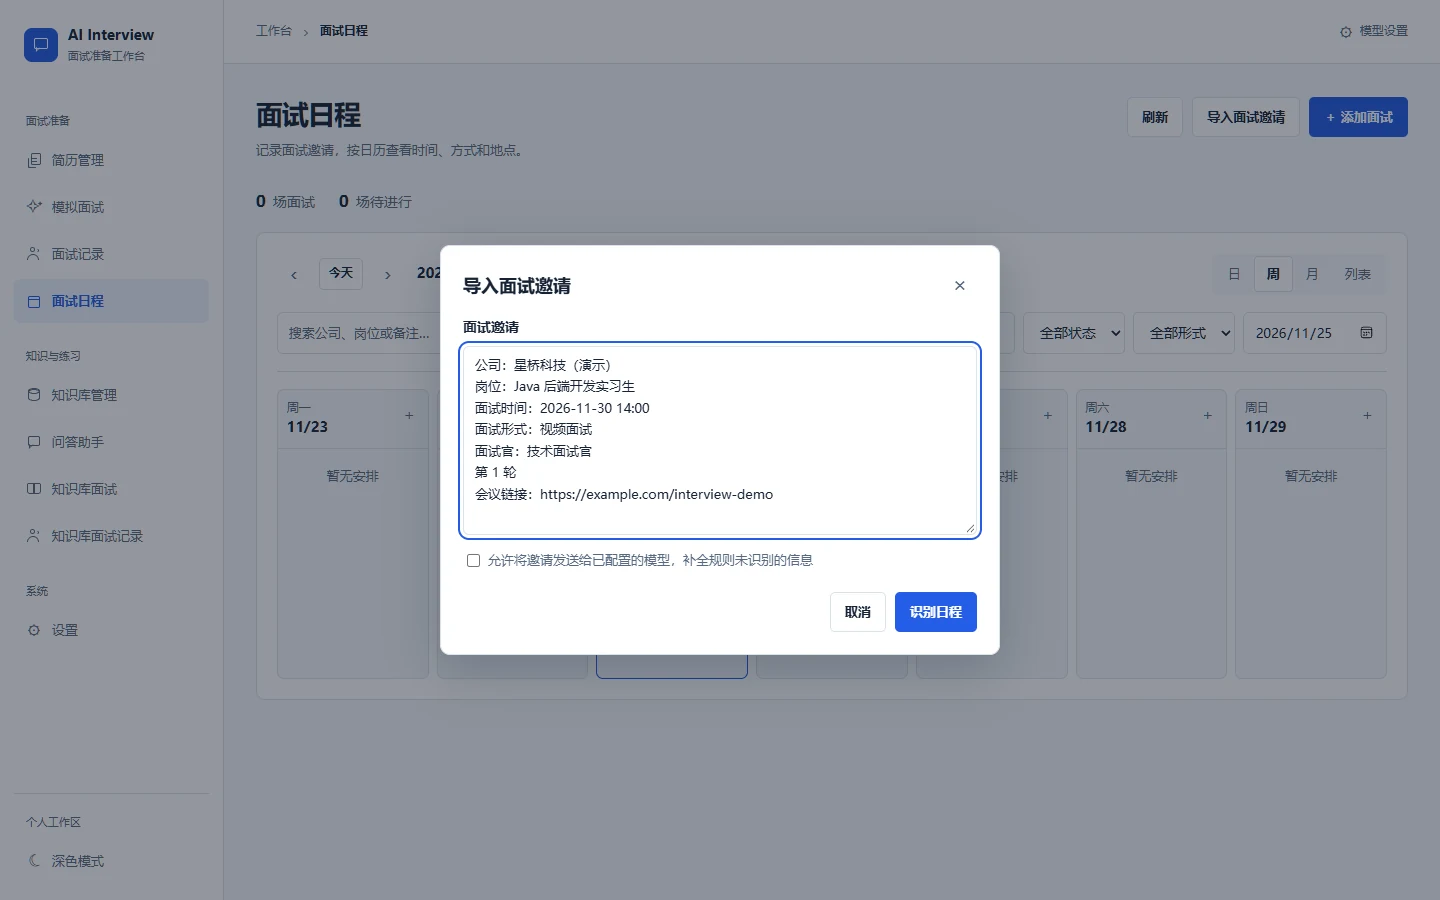 AI Interview
面试准备工作台
面试准备
简历管理
模拟面试
面试记录
面试日程
知识与练习
知识库管理
问答助手
知识库面试
知识库面试记录
系统
设置
个人工作区
深色模式
工作台 › 面试日程
模型设置
面试日程
记录面试邀请，按日历查看时间、方式和地点。
刷新
导入面试邀请
+ 添加面试
0 场面试 0 场待进行
‹ 今天 › 202
日 周 月 列表
搜索公司、岗位或备注...
全部状态
全部形式
2026/11/25
周一
11/23
+
暂无安排
+
安排
周六
11/28
+
暂无安排
周日
11/29
+
暂无安排
导入面试邀请
×
面试邀请
公司：星桥科技（演示）
岗位：Java 后端开发实习生
面试时间：2026-11-30 14:00
面试形式：视频面试
面试官：技术面试官
第 1 轮
会议链接：https://example.com/interview-demo
允许将邀请发送给已配置的模型，补全规则未识别的信息
取消
识别日程